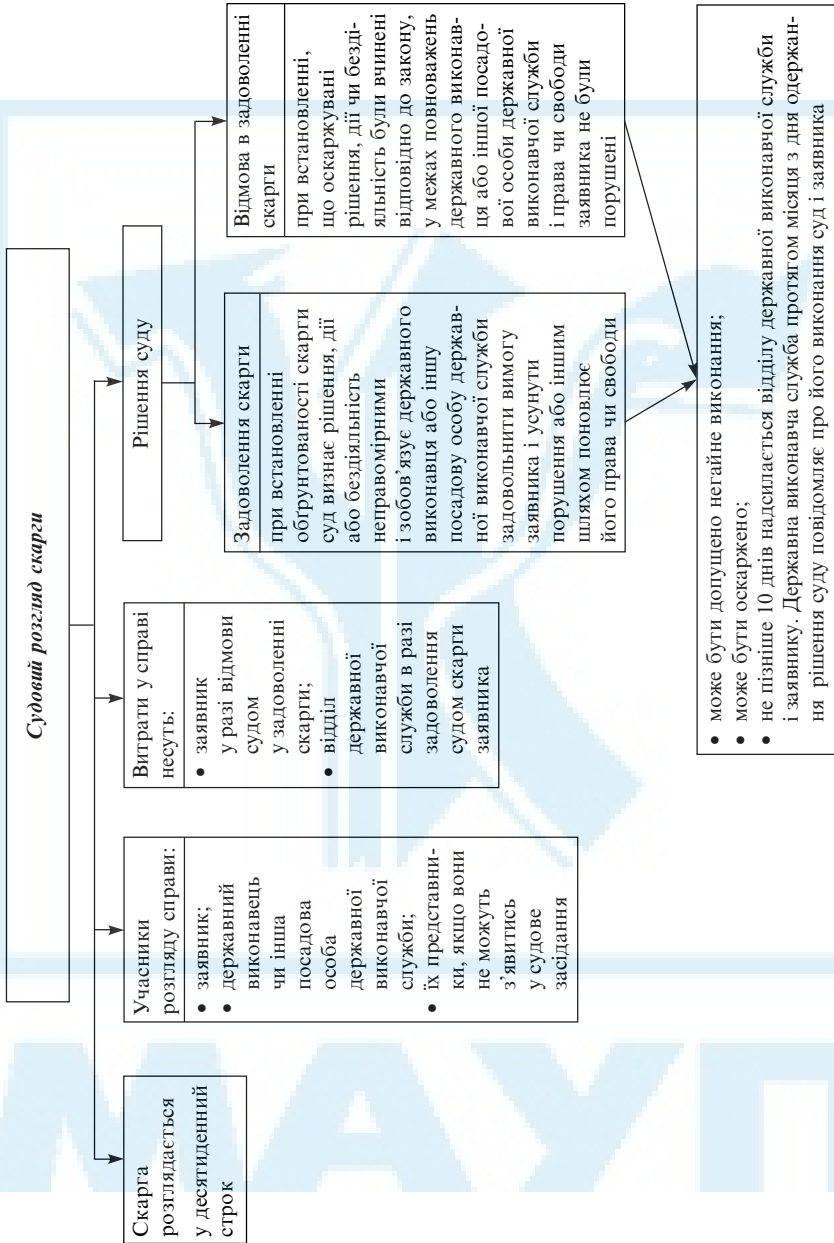 Судовий розгляд скарги
Скарга
розглядається
у десятиденний
строк
Учасники
розгляду справи:
• заявник;
• державний
виконавець
чи інша
посадова
особа
державної
виконавчої
служби;
• їх представни-
ки, якщо вони
не можуть
з’явитись
у судове
засідання
Витрати у справі
несуть:
• заявник
у разі відмови
судом
у задоволенні
скарги;
• відділ
державної
виконавчої
служби в разі
задоволення
судом скарги
заявника
Рішення суду
Задоволення скарги
при встановленні
обґрунтованості скарги
суд визнає рішення, дії
або бездіяльність
неправомірними
і зобов’язує державного
виконавця або іншу
посадову особу держав-
ної виконавчої служби
задовольнити вимогу
заявника і усунути
порушення або іншим
шляхом поновлює
його права чи свободи
Відмова в задоволенні
скарги
при встановленні,
що оскаржувані
рішення, дії чи безді-
яльність були вчинені
відповідно до закону,
у межах повноважень
державного виконав-
ця або іншої посадо-
вої особи державної
виконавчої служби
і права чи свободи
заявника не були
порушені
• може бути допущено негайне виконання;
• може бути оскаржено;
• не пізніше 10 днів надсилається відділу державної виконавчої служби
і заявнику. Державна виконавча служба протягом місяця з дня одержан-
ня рішення суду повідомляє про його виконання суд і заявника
МАУП